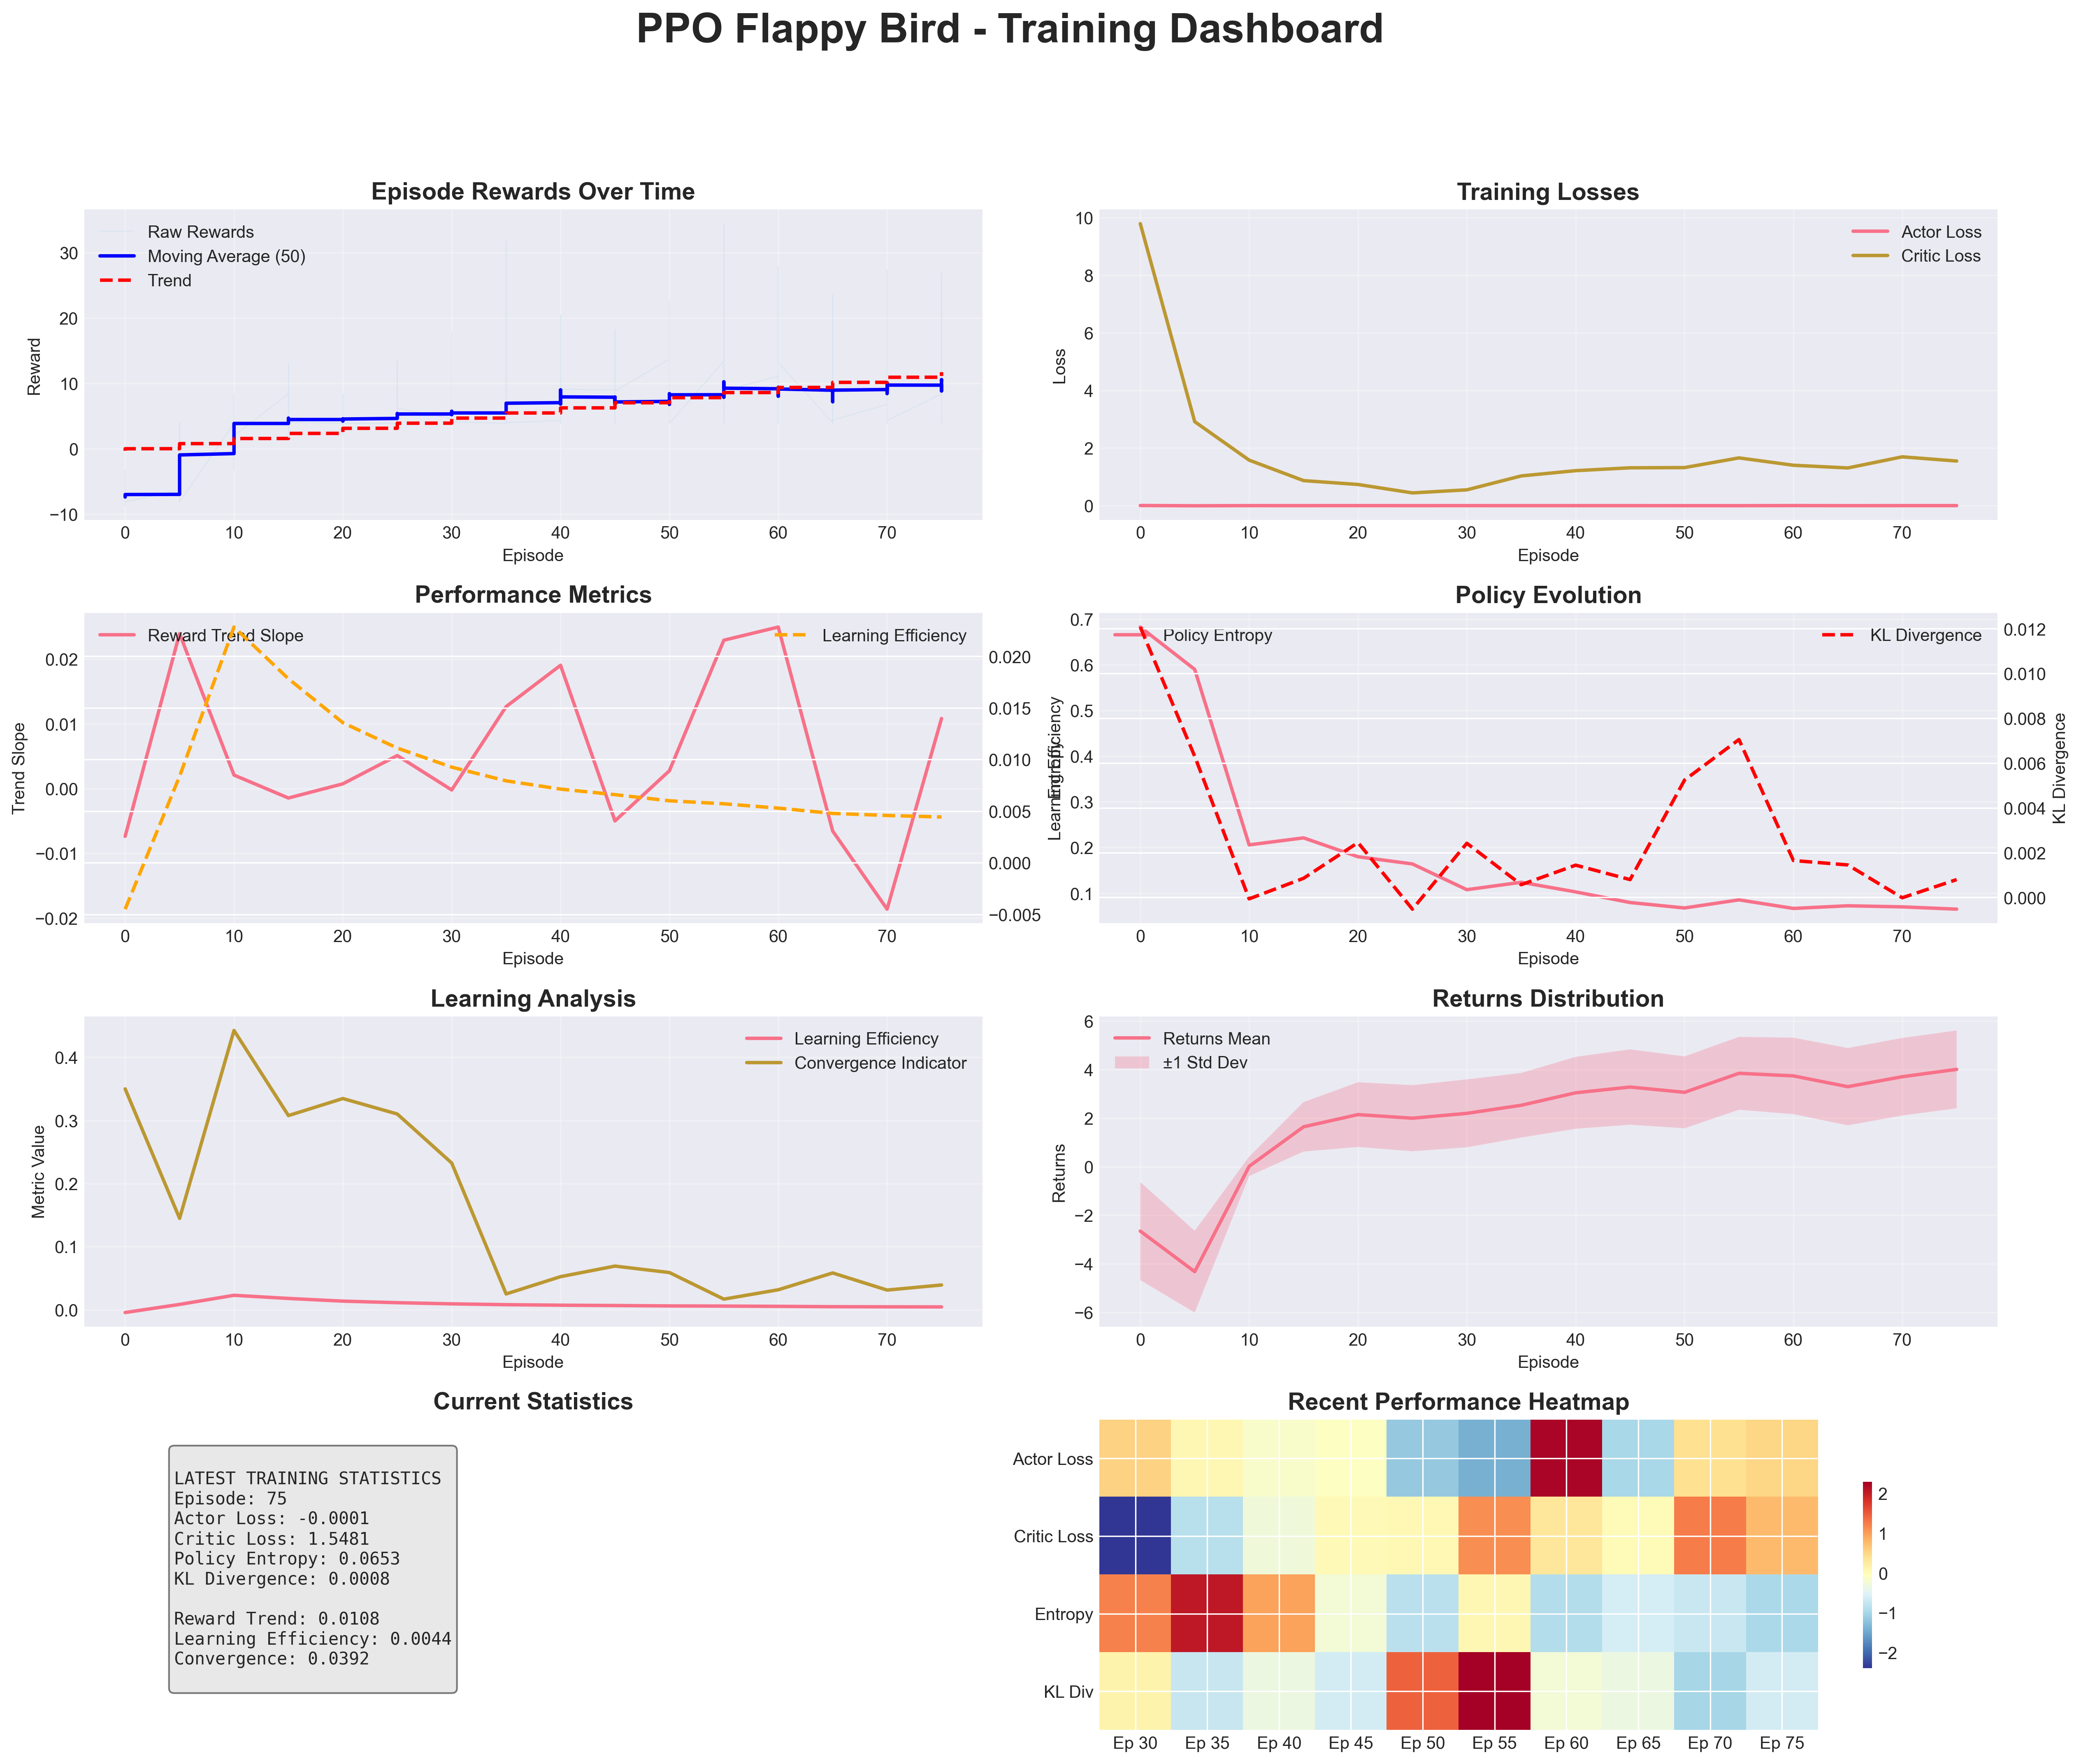 PPO Flappy Bird - Training Dashboard
Episode Rewards Over Time
Raw Rewards
Moving Average (50)
Trend
Reward
30
20
10
0
−10
0 10 20 30 40 50 60 70
Episode
Training Losses
Actor Loss
Critic Loss
Loss
10
8
6
4
2
0
0 10 20 30 40 50 60 70
Episode
Performance Metrics
Reward Trend Slope
Learning Efficiency
Trend Slope
0.02
0.01
0.00
−0.01
−0.02
0.020
0.015
0.010
0.005
0.000
−0.005
Learning Efficiency
0 10 20 30 40 50 60 70
Episode
Policy Evolution
Policy Entropy
KL Divergence
Entropy
0.7
0.6
0.5
0.4
0.3
0.2
0.1
0.012
0.010
0.008
0.006
0.004
0.002
0.000
KL Divergence
0 10 20 30 40 50 60 70
Episode
Learning Analysis
Learning Efficiency
Convergence Indicator
Metric Value
0.4
0.3
0.2
0.1
0.0
0 10 20 30 40 50 60 70
Episode
Returns Distribution
Returns Mean
±1 Std Dev
Returns
6
4
2
0
−2
−4
−6
0 10 20 30 40 50 60 70
Episode
Current Statistics
LATEST TRAINING STATISTICS
Episode: 75
Actor Loss: -0.0001
Critic Loss: 1.5481
Policy Entropy: 0.0653
KL Divergence: 0.0008
Reward Trend: 0.0108
Learning Efficiency: 0.0044
Convergence: 0.0392
Recent Performance Heatmap
Actor Loss
Critic Loss
Entropy
KL Div
Ep 30 Ep 35 Ep 40 Ep 45 Ep 50 Ep 55 Ep 60 Ep 65 Ep 70 Ep 75
2
1
0
−1
−2